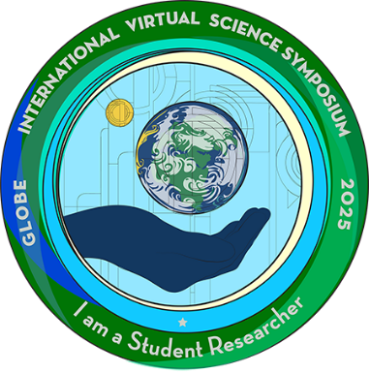 GLOBE INTERNATIONAL VIRTUAL SCIENCE SYMPOSIUM 2025
I am a Student Researcher